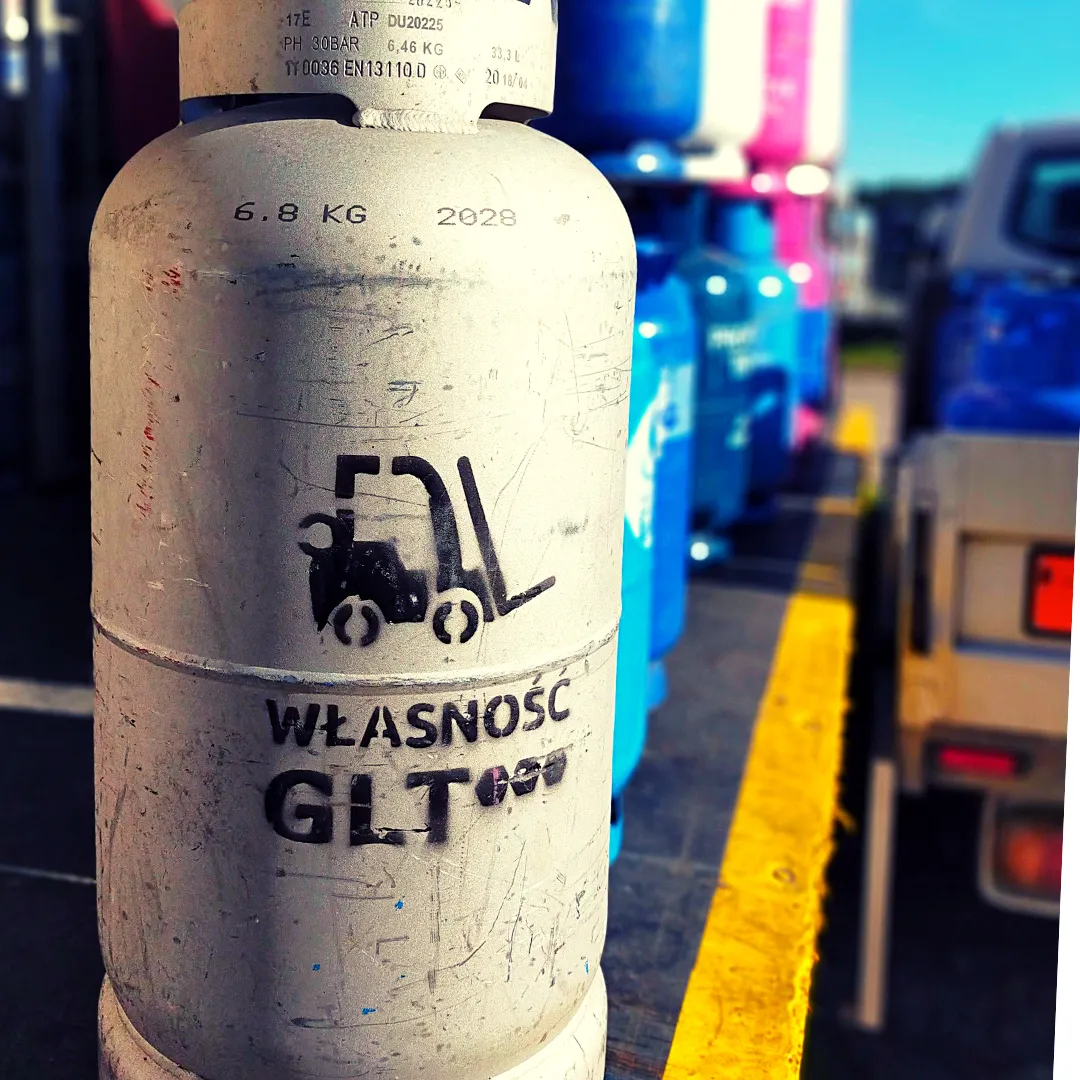 17E ATP DU20225
PH 30BAR 6,46 KG 33,3 L
0036 EN13110 D 2018/04
6.8 KG 2028
WŁASNOŚĆ
GLT